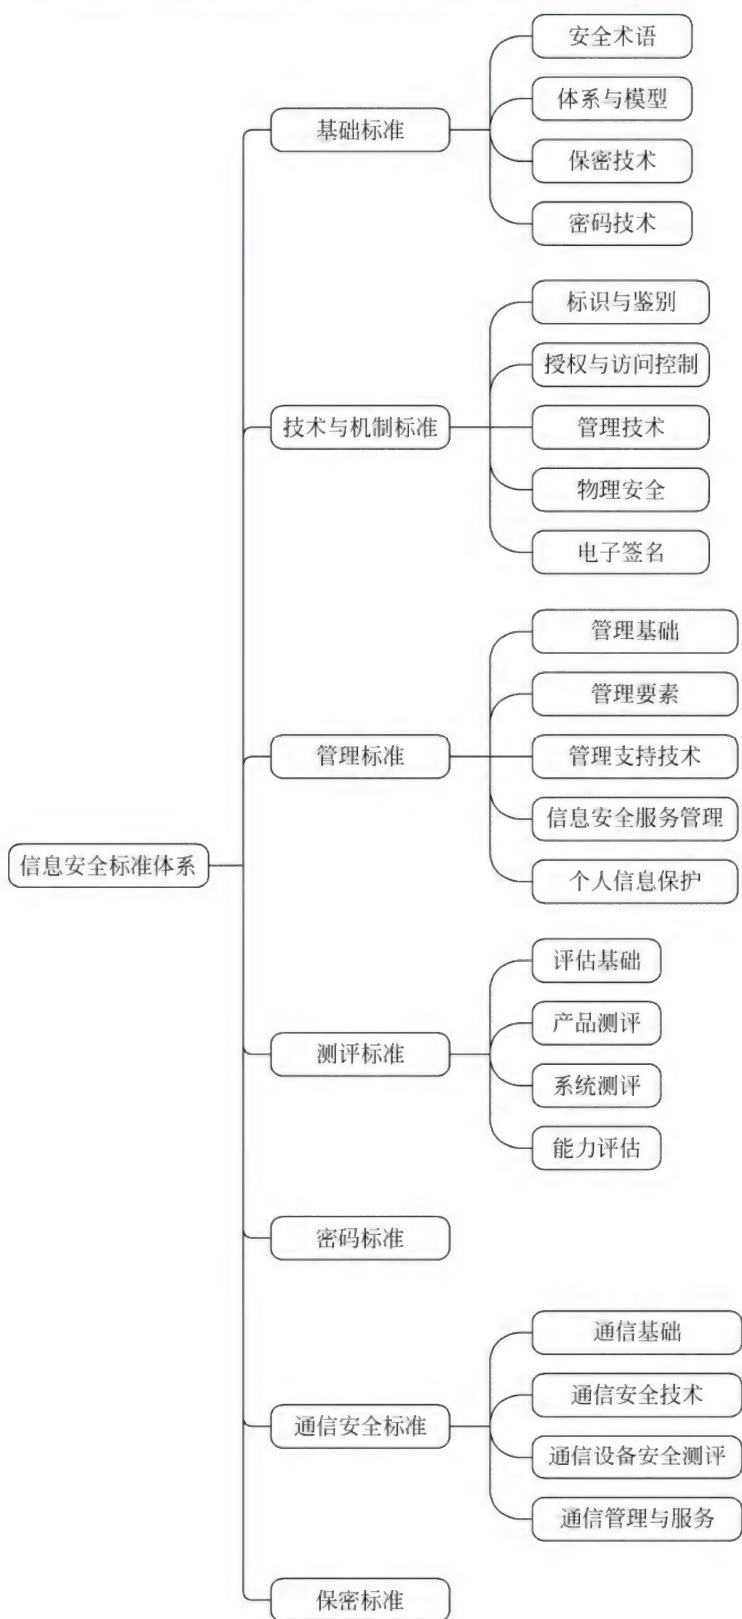 信息安全标准体系
基础标准
安全术语
体系与模型
保密技术
密码技术
技术与机制标准
标识与鉴别
授权与访问控制
管理技术
物理安全
电子签名
管理标准
管理基础
管理要素
管理支持技术
信息安全服务管理
个人信息保护
测评标准
评估基础
产品测评
系统测评
能力评估
密码标准
通信安全标准
通信基础
通信安全技术
通信设备安全测评
通信管理与服务
保密标准